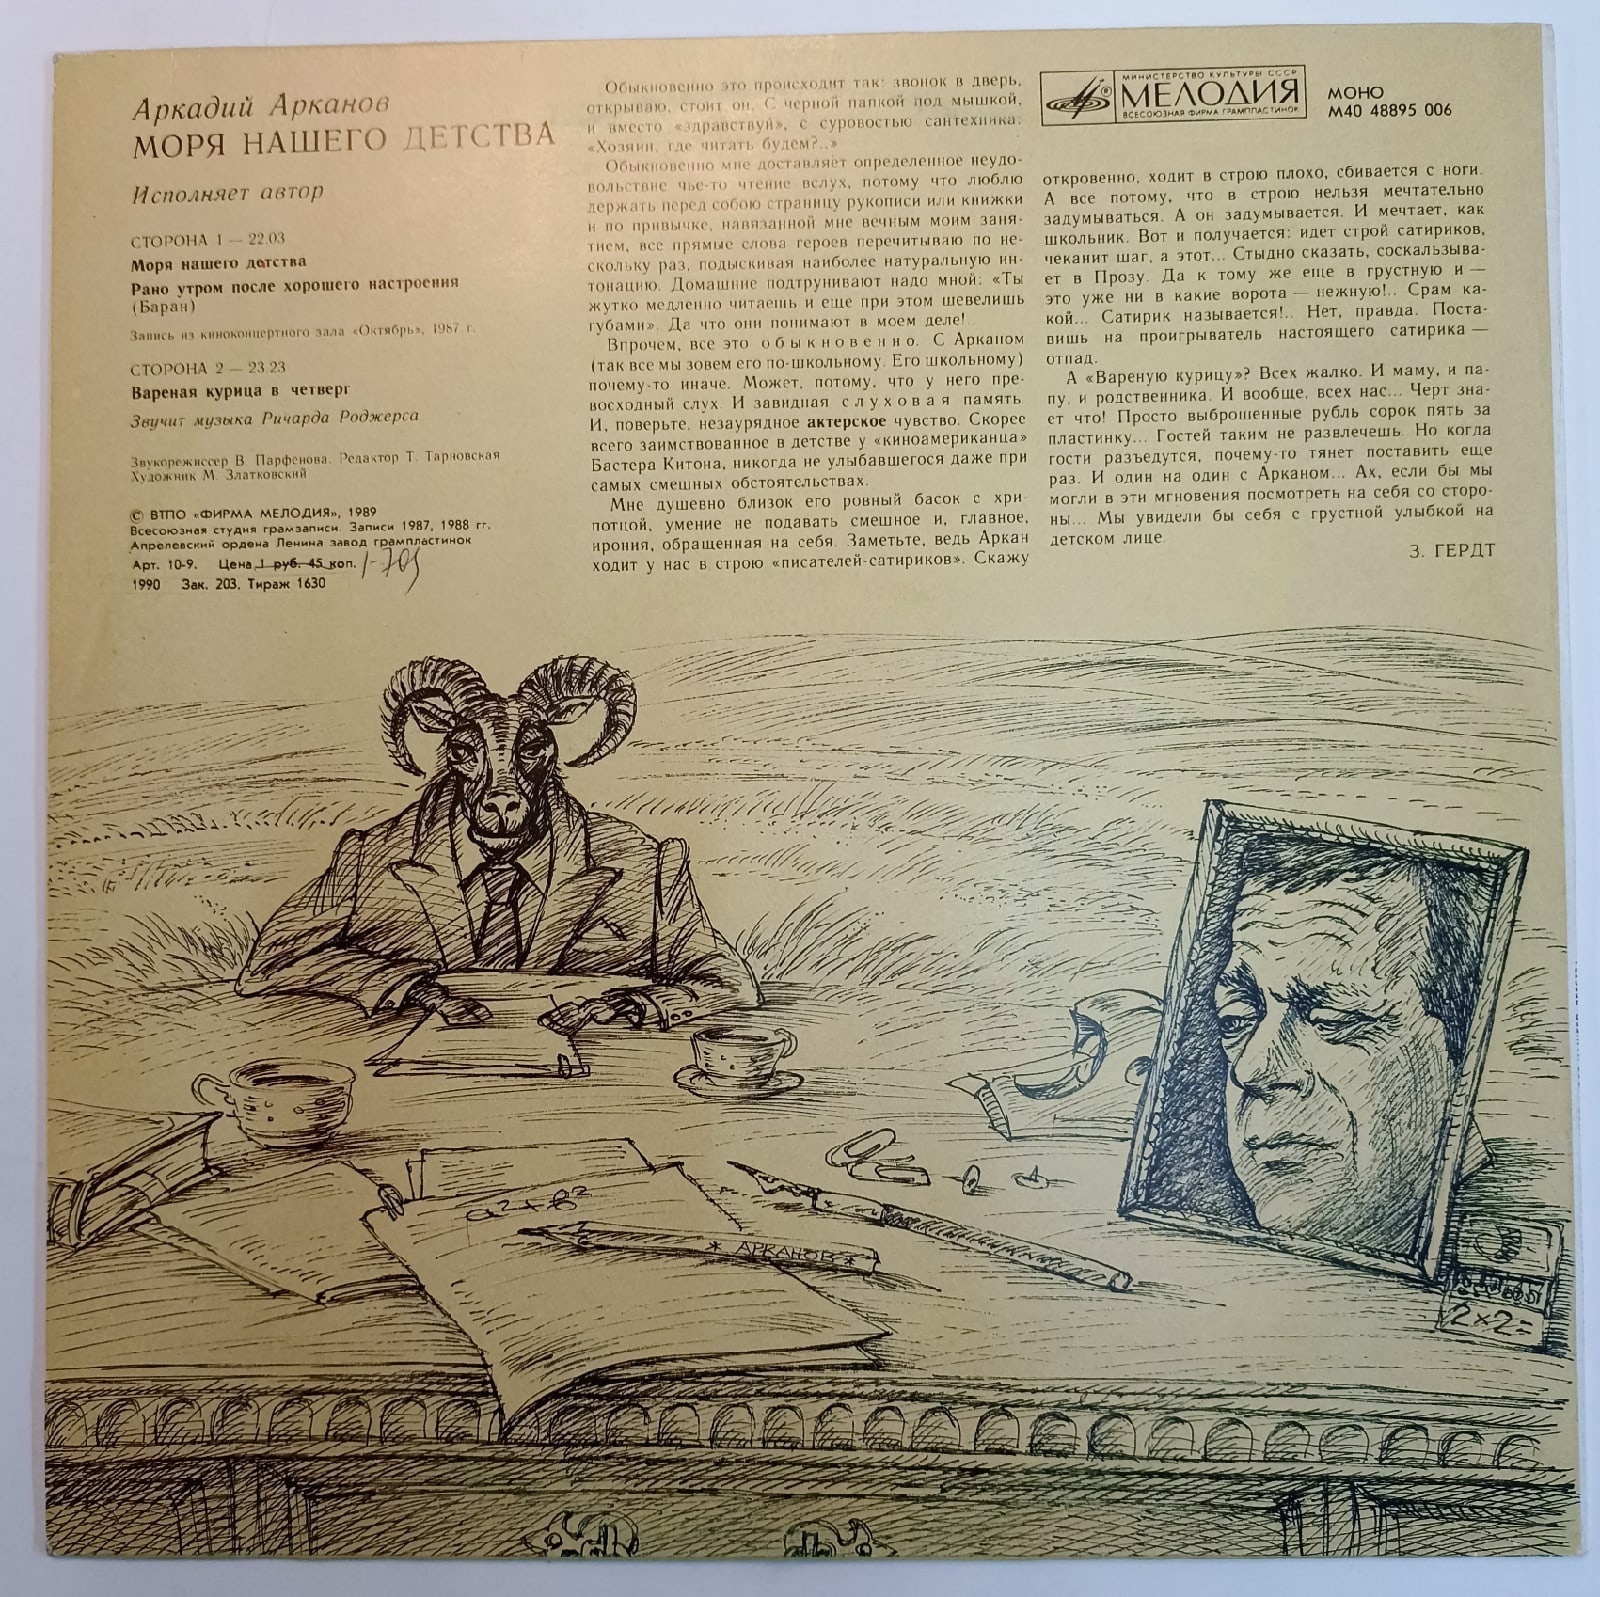 Аркадий Арканов
МОРЯ НАШЕГО ДЕТСТВА
Исполняет автор
СТОРОНА 1 — 22.03
Моря нашего детства
Рано утром после хорошего настроения
(Баран)
Запись из киноконцертного зала «Октябрь», 1987 г.
СТОРОНА 2 — 23.23
Вареная курица в четверг
Звучит музыка Ричарда Роджерса
Звукорежиссер В. Парфенова. Редактор Т. Тарновская
Художник М. Златковский
© ВТПО «ФИРМА МЕЛОДИЯ», 1989
Всесоюзная студия грамзаписи. Записи 1987, 1988 гг.
Апрелевский ордена Ленина завод грампластинок
Арт. 10-9. Цена 1 руб. 45 коп. 1-705
1990 Зак. 203. Тираж 1630
Обыкновенно это происходит так: звонок в дверь,
открываю, стоит он. С черной папкой под мышкой,
и вместо «здравствуй», с суровостью сантехника:
«Хозяин, где читать будем?..»
Обыкновенно мне доставляет определенное неудо-
вольствие чье-то чтение вслух, потому что люблю
держать перед собою страницу рукописи или книжки
и по привычке, навязанной мне вечным моим заня-
тием, все прямые слова героев перечитываю по не-
скольку раз, подыскивая наиболее натуральную ин-
тонацию. Домашние подтрунивают надо мной: «Ты
жутко медленно читаешь и еще при этом шевелишь
губами». Да что они понимают в моем деле!
Впрочем, все это обыкновенно. С Арканом
(так все мы зовем его по-школьному. Его школьному)
почему-то иначе. Может, потому, что у него пре-
восходный слух. И завидная слуховая память.
И, поверьте, незаурядное актерское чувство. Скорее
всего заимствованное в детстве у «киноамериканца»
Бастера Китона, никогда не улыбавшегося даже при
самых смешных обстоятельствах.
Мне душевно близок его ровный басок с хри-
потцой, умение не подавать смешное и, главное,
ирония, обращенная на себя. Заметьте, ведь Аркан
ходит у нас в строю «писателей-сатириков». Скажу
МИНИСТЕРСТВО КУЛЬТУРЫ СССР
МЕЛОДИЯ
ВСЕСОЮЗНАЯ ФИРМА ГРАМПЛАСТИНОК
МОНО
М40 48895 006
откровенно, ходит в строю плохо, сбивается с ноги.
А все потому, что в строю нельзя мечтательно
задумываться. А он задумывается. И мечтает, как
школьник. Вот и получается: идет строй сатириков,
чеканит шаг, а этот... Стыдно сказать, соскальзыва-
ет в Прозу. Да к тому же еще в грустную и —
это уже ни в какие ворота — нежную!.. Срам ка-
кой... Сатирик называется!.. Нет, правда. Поста-
вишь на проигрыватель настоящего сатирика —
отпад.
А «Вареную курицу»? Всех жалко. И маму, и па-
пу, и родственника. И вообще, всех нас... Черт зна-
ет что! Просто выброшенные рубль сорок пять за
пластинку... Гостей таким не развлечешь. Но когда
гости разъедутся, почему-то тянет поставить еще
раз. И один на один с Арканом... Ах, если бы мы
могли в эти мгновения посмотреть на себя со сторо-
ны... Мы увидели бы себя с грустной улыбкой на
детском лице.
З. ГЕРДТ
a²+в²
* АРКАНОВ *
2×2=